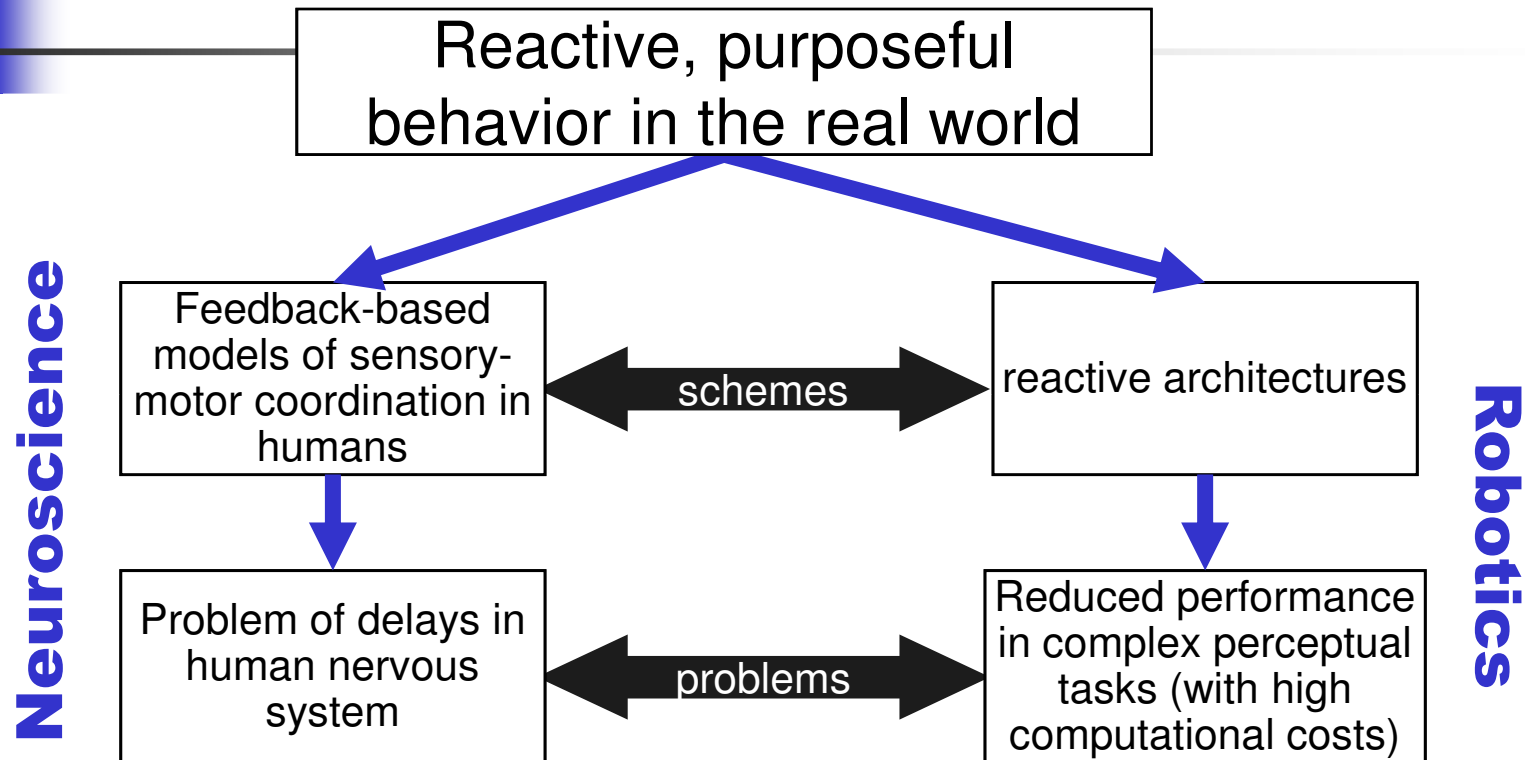 Reactive, purposeful
behavior in the real world
Neuroscience
Feedback-based
models of sensory-
motor coordination in
humans
schemes
reactive architectures
Robotics
Problem of delays in
human nervous
system
problems
Reduced performance
in complex perceptual
tasks (with high
computational costs)